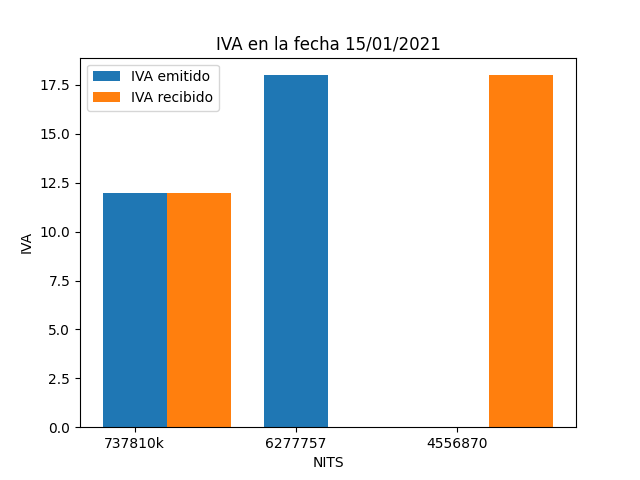 IVA en la fecha 15/01/2021
IVA emitido
IVA recibido
17.5
15.0
12.5
10.0
7.5
5.0
2.5
0.0
IVA
737810k 6277757 4556870
NITS